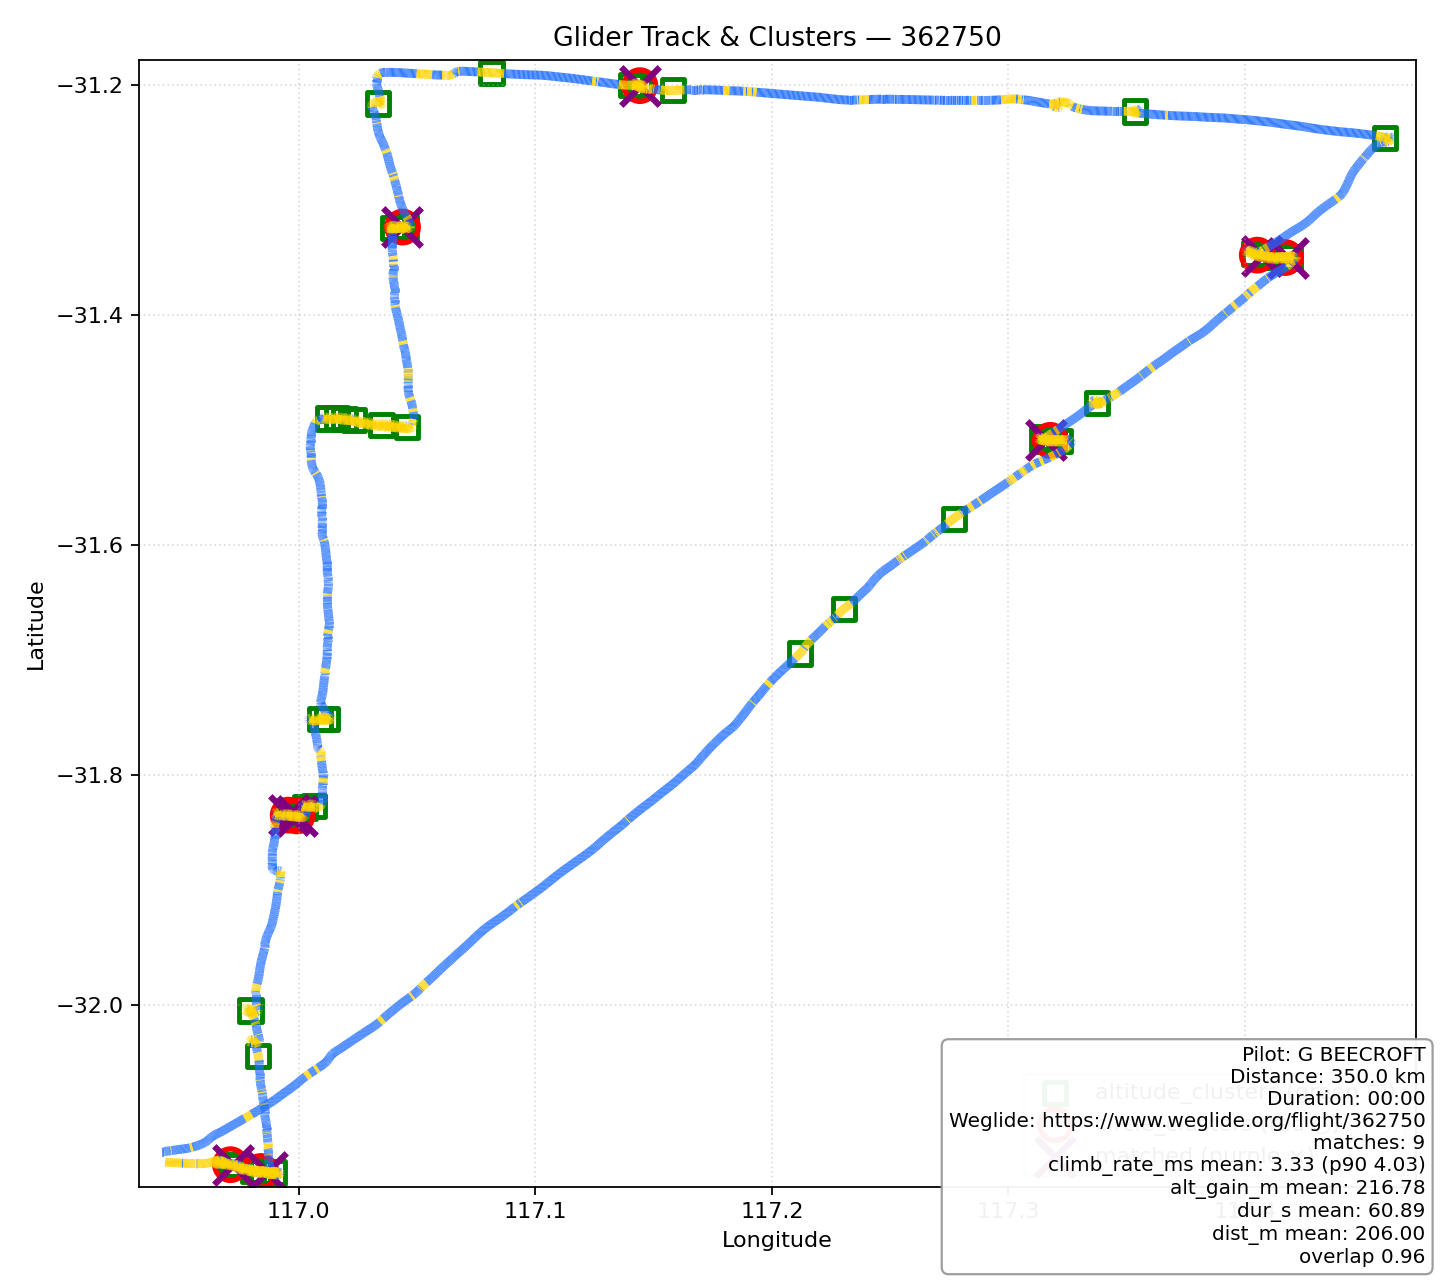 Glider Track & Clusters — 362750
−31.2
−31.4
−31.6
−31.8
−32.0
Latitude
117.0
117.1
117.2
117.3
Longitude
altitude_cluster
matched (purple
Pilot: G BEECROFT
Distance: 350.0 km
Duration: 00:00
Weglide: https://www.weglide.org/flight/362750
matches: 9
climb_rate_ms mean: 3.33 (p90 4.03)
alt_gain_m mean: 216.78
dur_s mean: 60.89
dist_m mean: 206.00
overlap 0.96